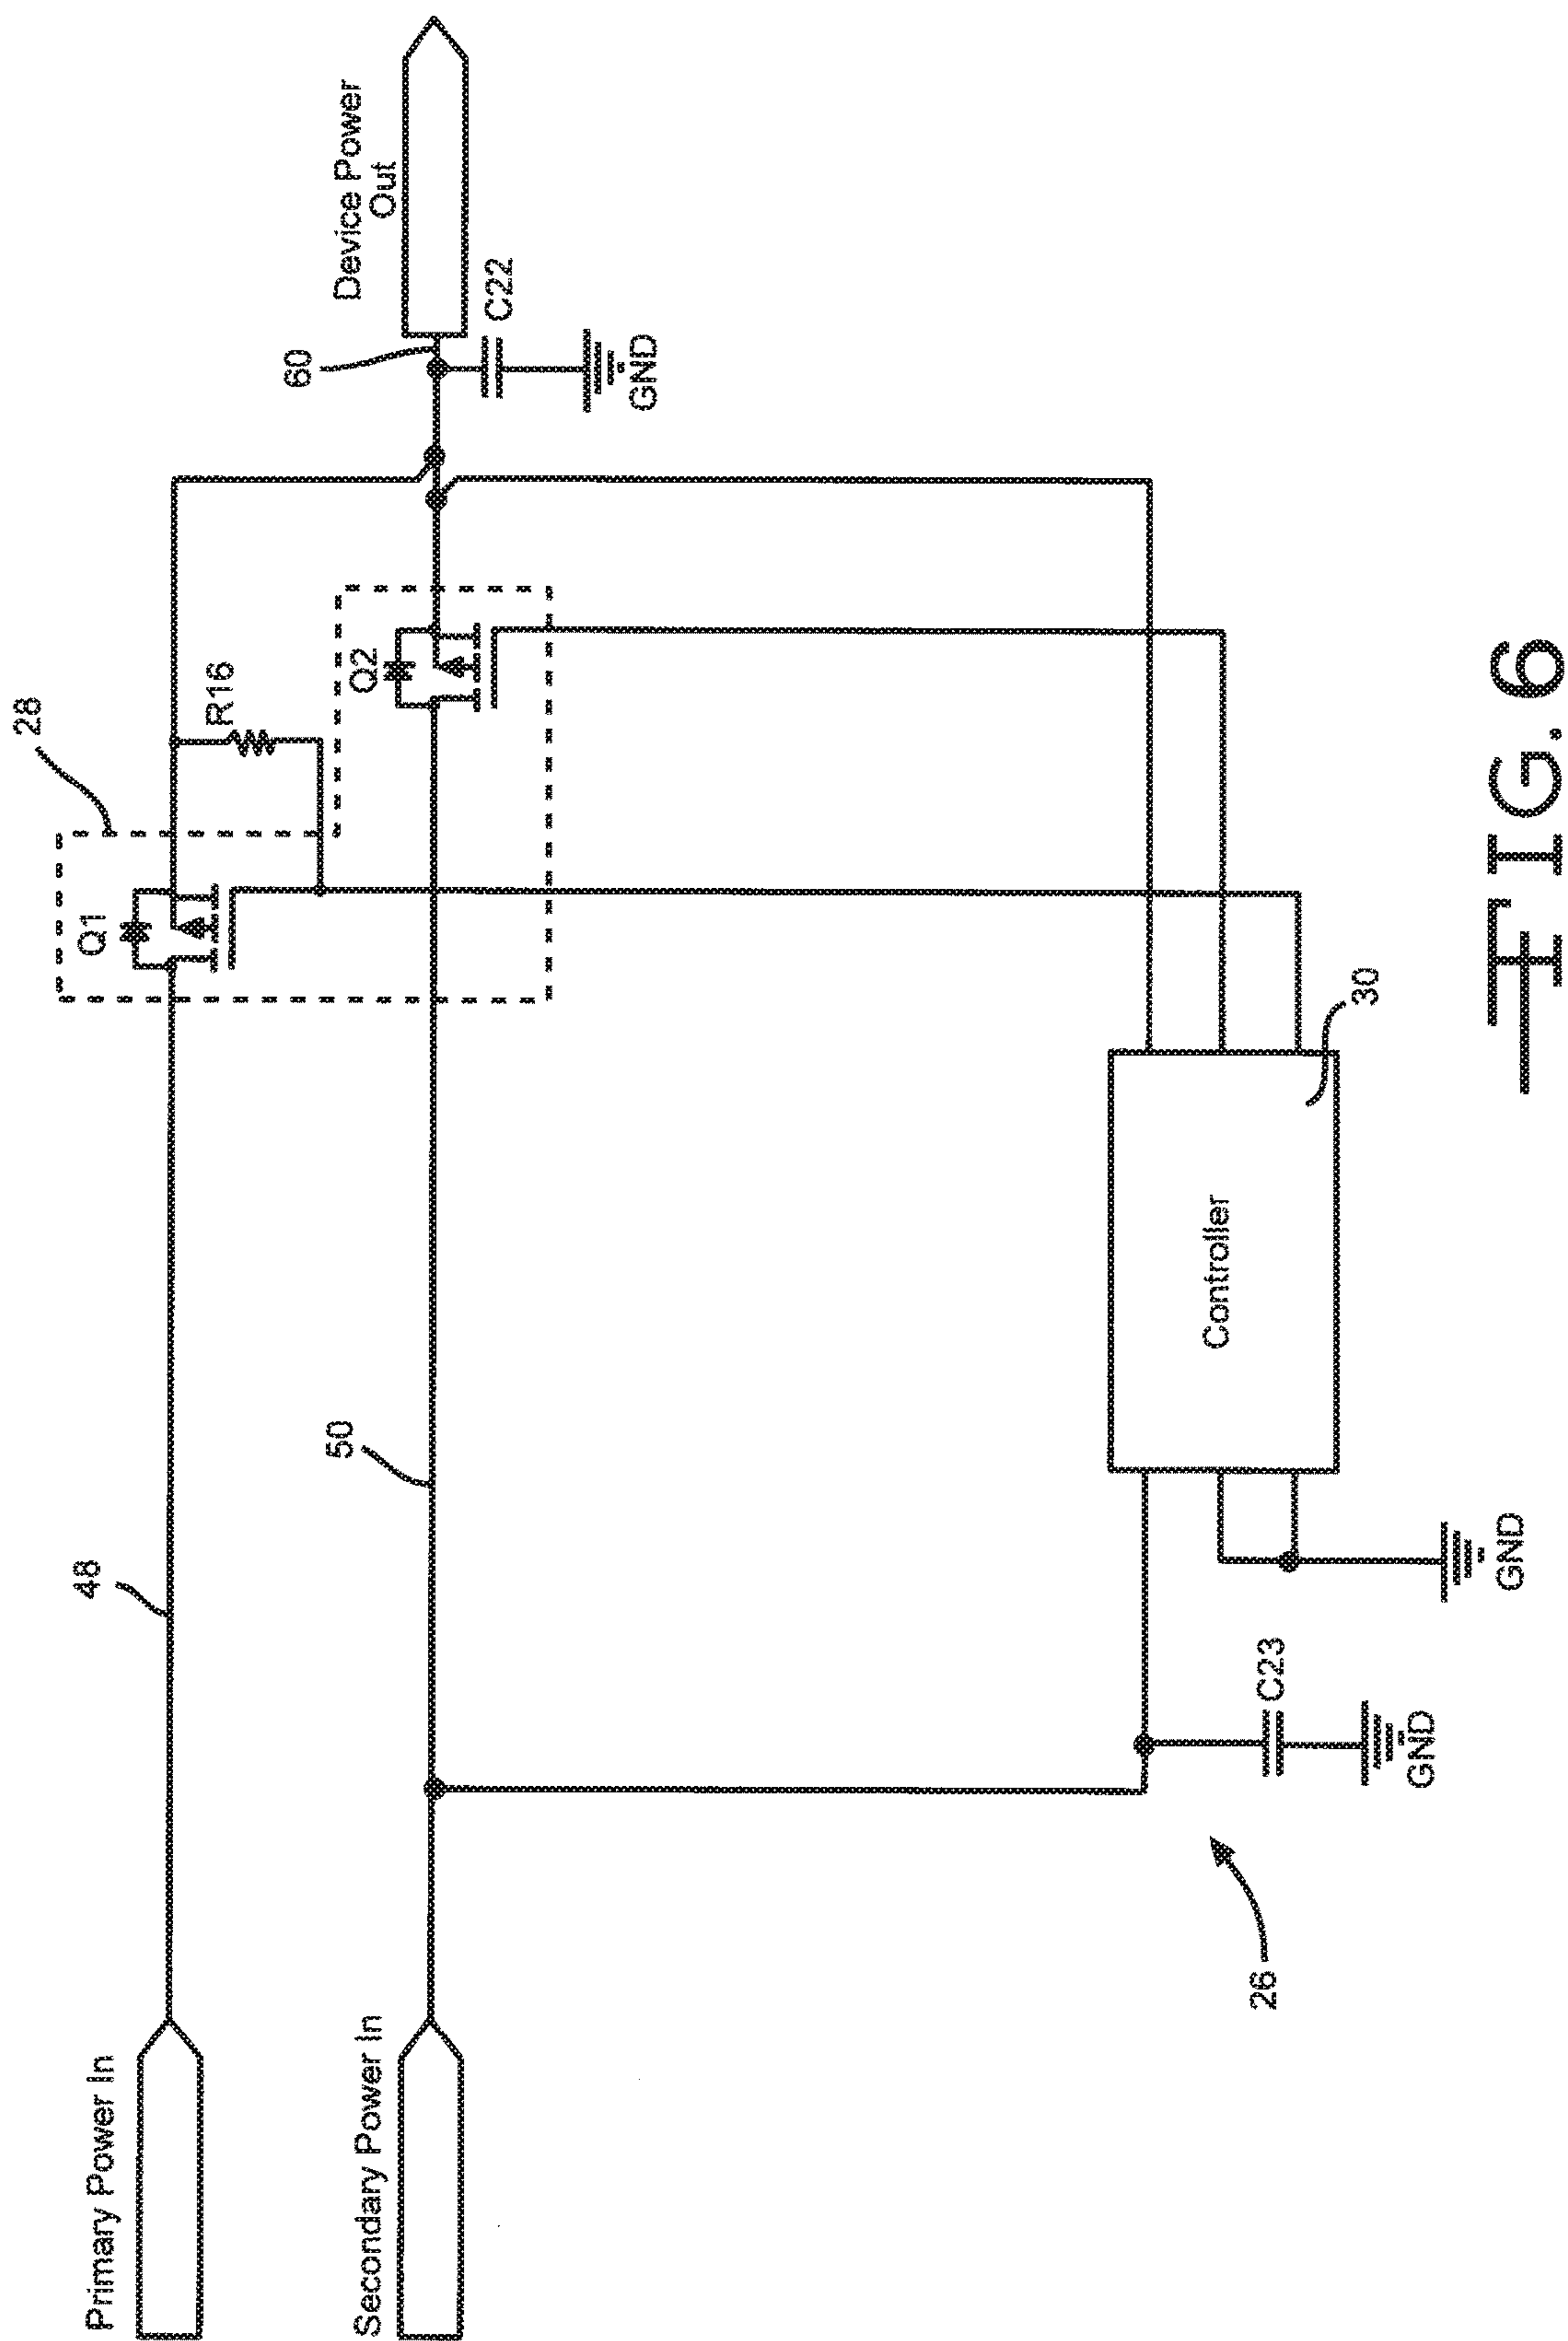 28
Q1
R16
Q2
48
50
60
Primary Power In
Secondary Power In
Device Power
Out
C22
GND
Controller
30
C23
GND
GND
26
FIG. 6